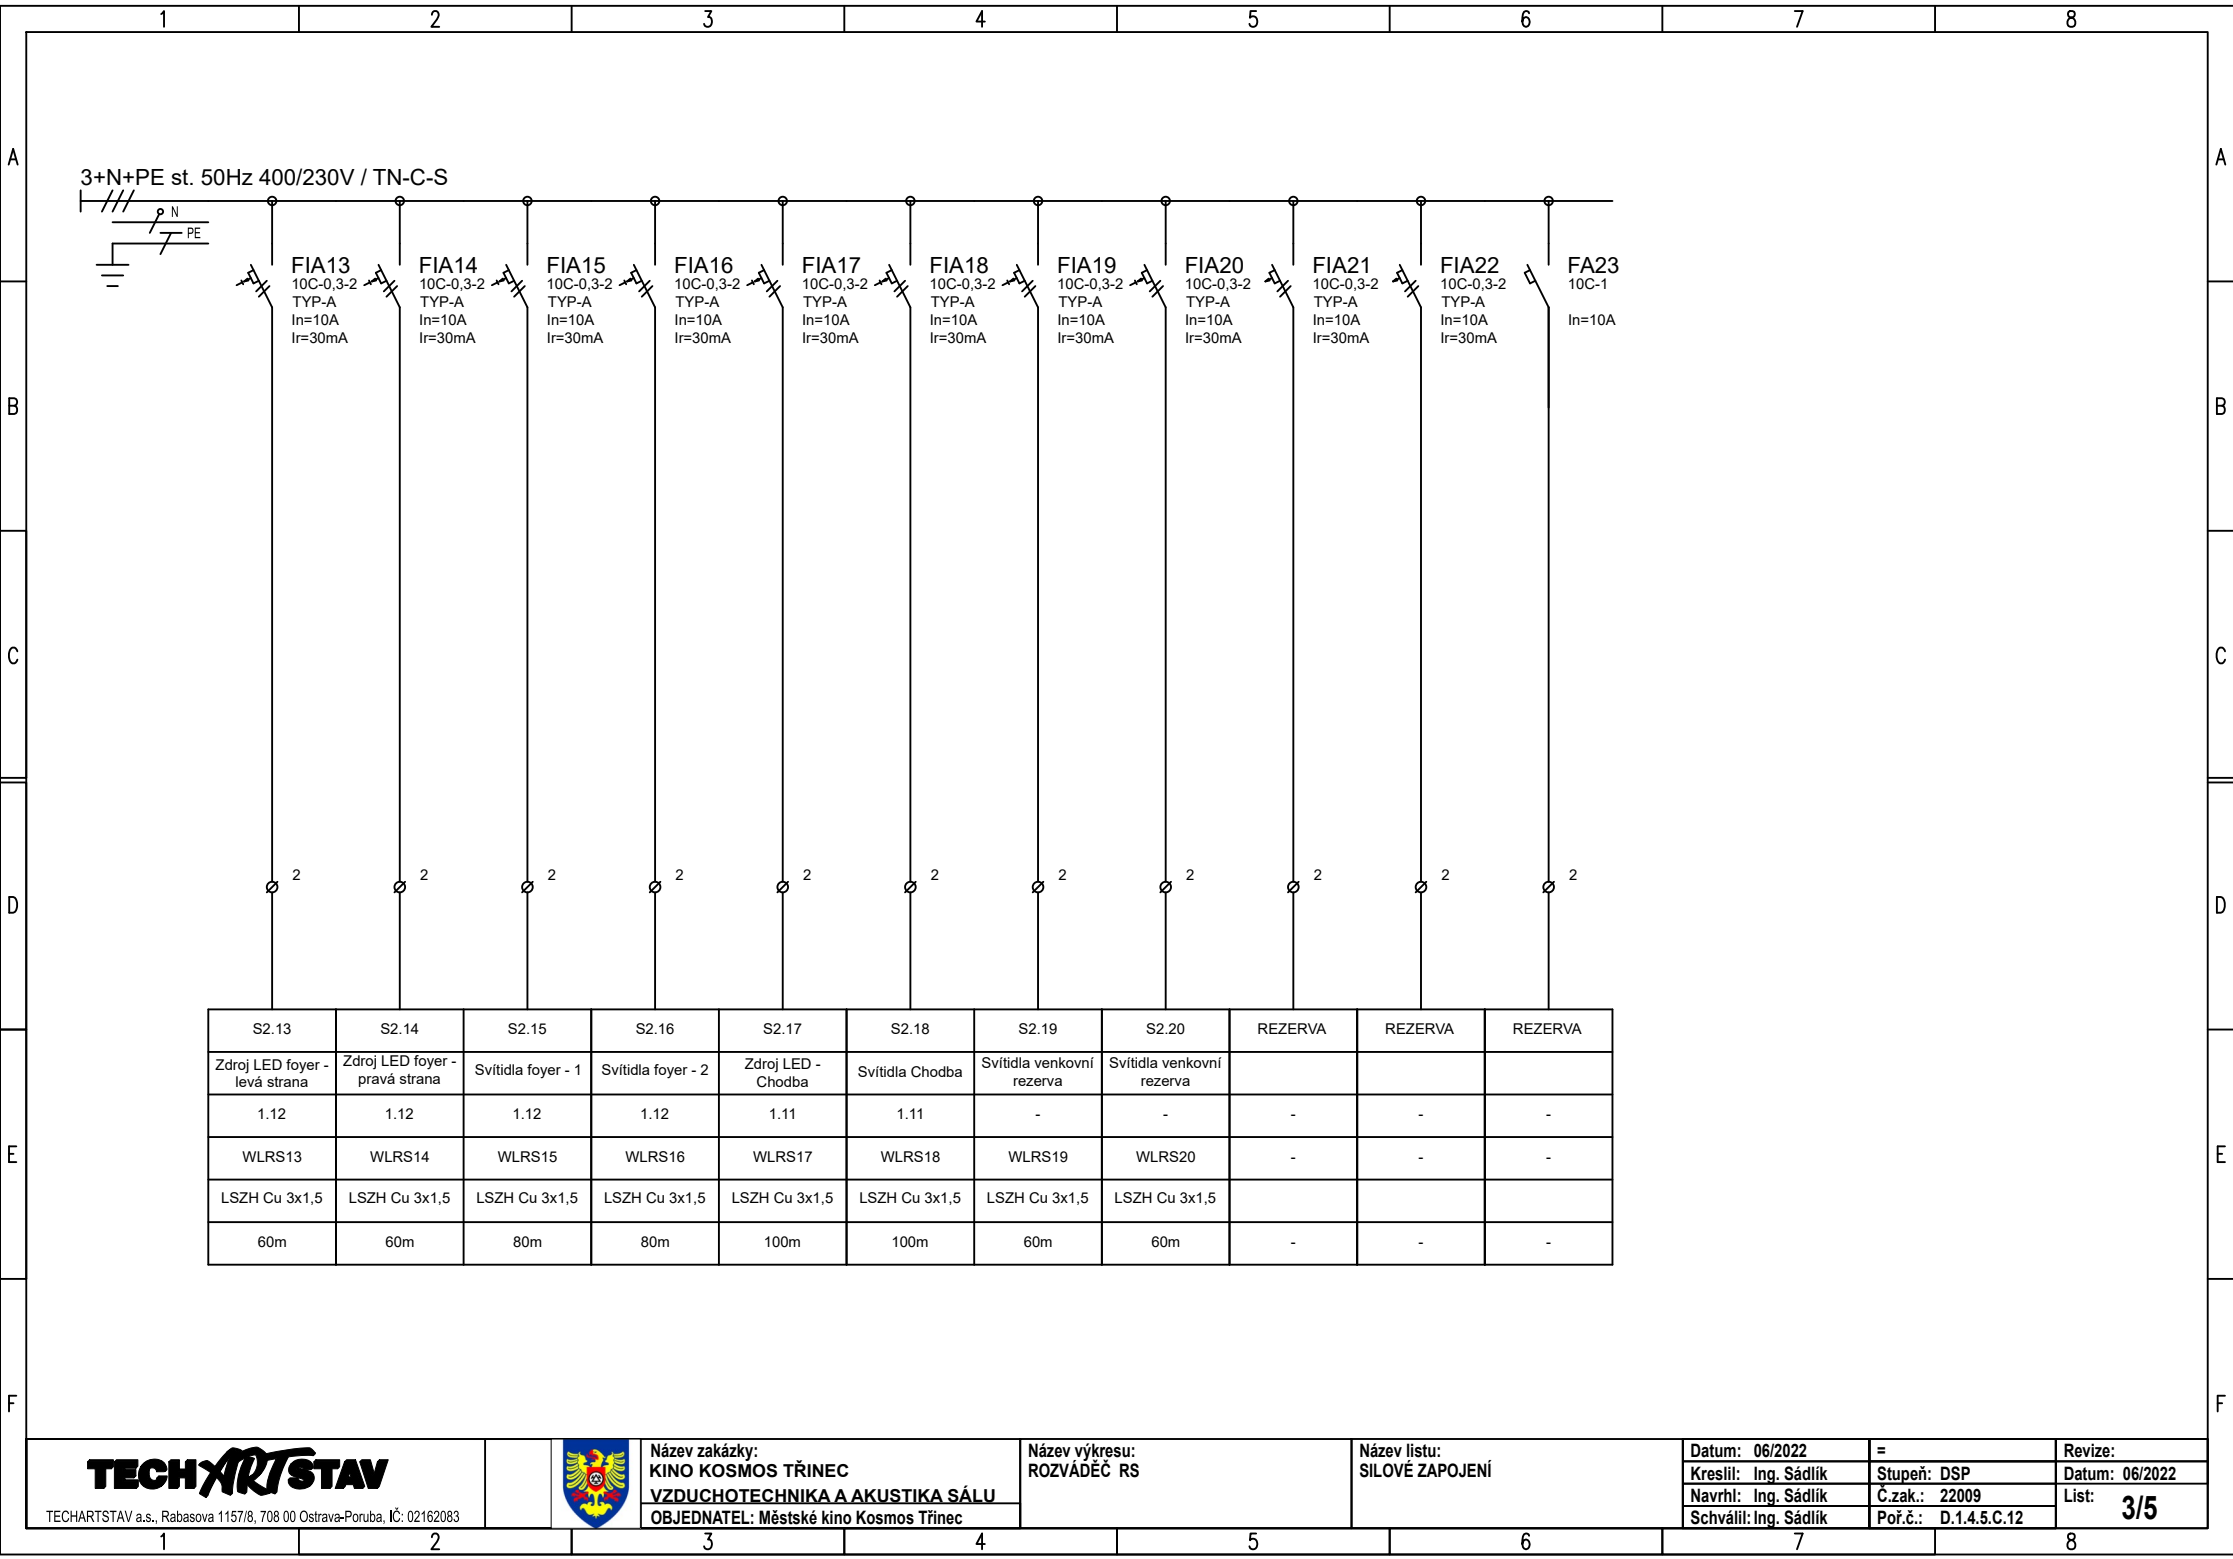 1 2 3 4 5 6 7 8
A A
3+N+PE st. 50Hz 400/230V / TN-C-S
N
PE
FIA13
10C-0,3-2
TYP-A
In=10A
Ir=30mA
FIA14
10C-0,3-2
TYP-A
In=10A
Ir=30mA
FIA15
10C-0,3-2
TYP-A
In=10A
Ir=30mA
FIA16
10C-0,3-2
TYP-A
In=10A
Ir=30mA
FIA17
10C-0,3-2
TYP-A
In=10A
Ir=30mA
FIA18
10C-0,3-2
TYP-A
In=10A
Ir=30mA
FIA19
10C-0,3-2
TYP-A
In=10A
Ir=30mA
FIA20
10C-0,3-2
TYP-A
In=10A
Ir=30mA
FIA21
10C-0,3-2
TYP-A
In=10A
Ir=30mA
FIA22
10C-0,3-2
TYP-A
In=10A
Ir=30mA
FA23
10C-1
In=10A
B B
C C
2 2 2 2 2 2 2 2 2 2 2
D D
S2.13 S2.14 S2.15 S2.16 S2.17 S2.18 S2.19 S2.20 REZERVA REZERVA REZERVA
Zdroj LED foyer -
levá strana
Zdroj LED foyer -
pravá strana
Svítidla foyer - 1
Svítidla foyer - 2
Zdroj LED -
Chodba
Svítidla Chodba
Svítidla venkovní
rezerva
Svítidla venkovní
rezerva
1.12 1.12 1.12 1.12 1.11 1.11 - - - - -
E E
WLRS13 WLRS14 WLRS15 WLRS16 WLRS17 WLRS18 WLRS19 WLRS20 - - -
LSZH Cu 3x1,5 LSZH Cu 3x1,5 LSZH Cu 3x1,5 LSZH Cu 3x1,5 LSZH Cu 3x1,5 LSZH Cu 3x1,5 LSZH Cu 3x1,5 LSZH Cu 3x1,5
60m 60m 80m 80m 100m 100m 60m 60m - - -
F F
TECHARTSTAV
TECHARTSTAV a.s., Rabasova 1157/8, 708 00 Ostrava-Poruba, IČ: 02162083
Název zakázky:
KINO KOSMOS TŘINEC
VZDUCHOTECHNIKA A AKUSTIKA SÁLU
OBJEDNATEL: Městské kino Kosmos Třinec
Název výkresu:
ROZVÁDĚČ RS
Název listu:
SILOVÉ ZAPOJENÍ
Datum: 06/2022
Kreslil: Ing. Sádlík
Navrhl: Ing. Sádlík
Schválil: Ing. Sádlík
=
Stupeň: DSP
Č.zak.: 22009
Poř.č.: D.1.4.5.C.12
Revize:
Datum: 06/2022
List: 3/5
1 2 3 4 5 6 7 8